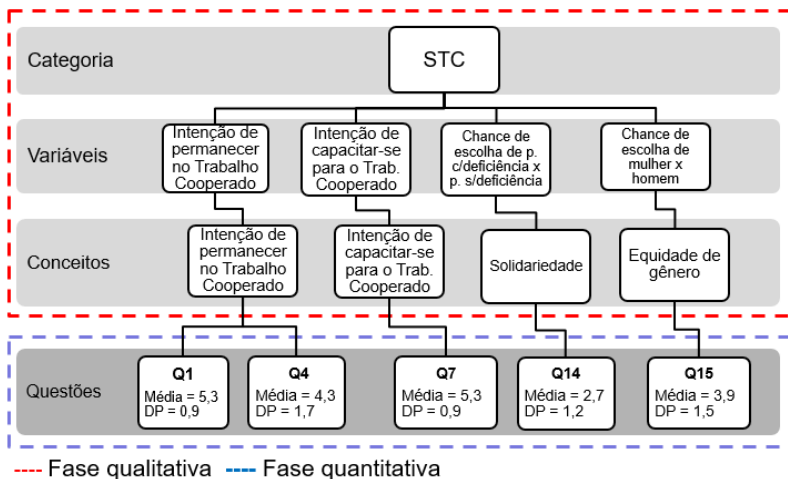 Categoria
STC
Variáveis
Intenção de
permanecer
no Trabalho
Cooperado
Intenção de
capacitar-se
para o Trab.
Cooperado
Chance de
escolha de p.
c/deficiência x
p. s/deficiência
Chance de
escolha de
mulher x
homem
Conceitos
Intenção de
permanecer
no Trabalho
Cooperado
Intenção de
capacitar-se
para o Trab.
Cooperado
Solidariedade
Equidade de
gênero
Questões
Q1
Média = 5,3
DP = 0,9
Q4
Média = 4,3
DP = 1,7
Q7
Média = 5,3
DP = 0,9
Q14
Média = 2,7
DP = 1,2
Q15
Média = 3,9
DP = 1,5
Fase qualitativa
Fase quantitativa